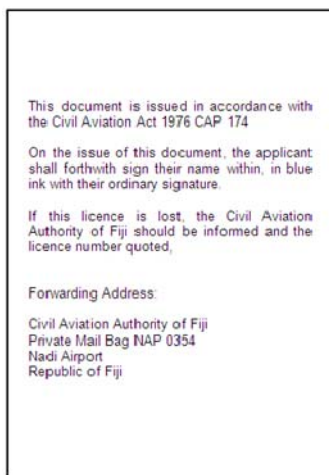 This document is issued in accordance with
the Civil Aviation Act 1976 CAP 174
On the issue of this document, the applicant
shall forthwith sign their name within, in blue
ink with their ordinary signature.
If this licence is lost, the Civil Aviation
Authority of Fiji should be informed and the
licence number quoted,
Forwarding Address:
Civil Aviation Authority of Fiji
Private Mail Bag NAP 0354
Nadi Airport
Republic of Fiji